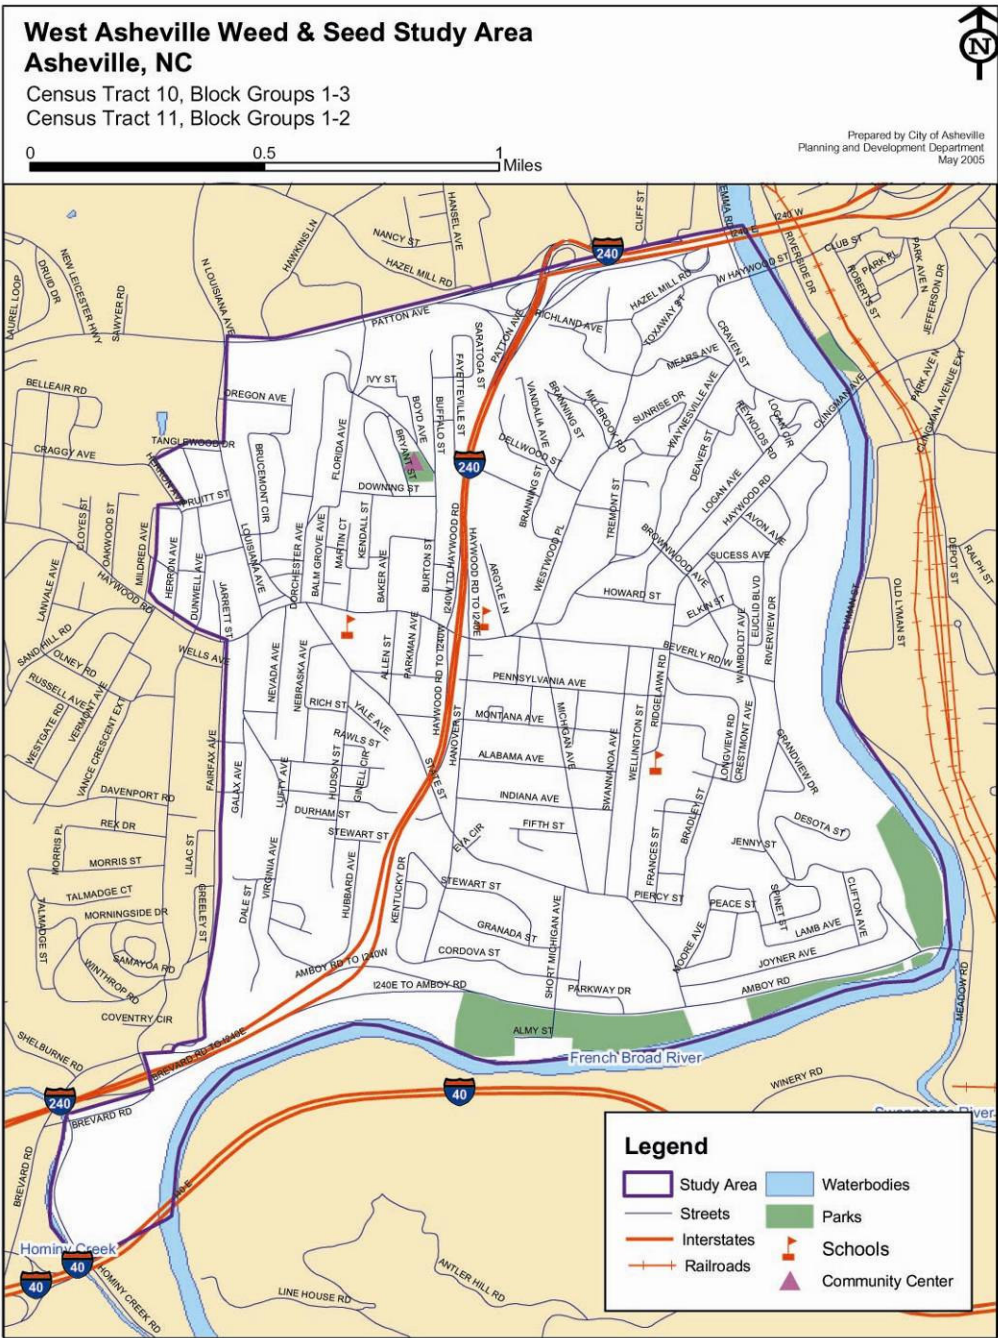 West Asheville Weed & Seed Study Area
Asheville, NC
Census Tract 10, Block Groups 1-3
Census Tract 11, Block Groups 1-2
0 0.5 1 Miles
Prepared by City of Asheville
Planning and Development Department
May 2005
N
CLIFF ST
HANSEL AVE
NANCY ST
HAZEL MILL RD
HAWKINS LN
N LOUISIANA AVE
NEW LEICESTER HWY
DRUID DR
LAUREL LOOP
SAWYER RD
I240 W
I240 E
240
RIVERSIDE DR
CLUB ST
PARK PL
ROBERTS ST
PARK AVE N
JEFFERSON DR
W HAYWOOD ST
HAZEL MILL RD
PATTON AVE
PATTON AVE
RICHLAND AVE
TOXAWAY ST
CRAVEN ST
MEARS AVE
SARATOGA ST
FAYETTEVILLE ST
BUFFALO ST
BOYD AVE
IVY ST
BRYANT ST
OREGON AVE
BELLEAIR RD
CRAGGY AVE
TANGLEWOOD DR
HERRON AVE
PRUITT ST
BRUCEMONT CIR
FLORIDA AVE
DOWNING ST
240
VANDALIA AVE
BRANNING ST
MILLBROOK RD
DELLWOOD ST
BRANNING ST
SUNRISE DR
WAYNESVILLE AVE
DEAVER ST
REYNOLDS RD
LOGAN CIR
CLINGMAN AVE
PARK AVE N
CLINGMAN AVENUE EXT
LOGAN AVE
HAYWOOD RD
AVON AVE
TREMONT ST
BROWNWOOD AVE
SUCESS AVE
WESTWOOD PL
HOWARD ST
ELKIN ST
WAMBOLDT AVE
EUCLID BLVD
RIVERVIEW DR
BEVERLY RD W
LYMAN ST
OLD LYMAN ST
DEPOT ST
RALPH ST
CLOYES ST
OAKWOOD ST
MILDRED AVE
HERRON AVE
DUNWELL AVE
JARRETT ST
LOUISIANA AVE
DORCHESTER AVE
BALM GROVE AVE
MARTIN CT
KENDALL ST
BAKER AVE
BURTON ST
I240W TO HAYWOOD RD
HAYWOOD RD TO I240E
ARGYLE LN
LANVALE AVE
HAYWOOD RD
SAND HILL RD
OLNEY RD
RUSSELL AVE
VERMONT AVE
WESTGATE RD
VANCE CRESCENT EXT
WELLS AVE
NEVADA AVE
NEBRASKA AVE
ALLEN ST
PARKMAN AVE
HAYWOOD RD TO I240W
HANOVER ST
RICH ST
YALE AVE
RAWLS ST
PENNSYLVANIA AVE
MONTANA AVE
MICHIGAN AVE
ALABAMA AVE
SWANNANOA AVE
WELLINGTON ST
RIDGELAWN RD
LONGVIEW RD
CRESTMONT AVE
GRANDVIEW DR
FAIRFAX AVE
GALAX AVE
LUFTY AVE
HUDSON ST
GINELL CIR
STATE ST
INDIANA AVE
DAVENPORT RD
REX DR
DURHAM ST
STEWART ST
EVA CIR
FIFTH ST
FRANCES ST
BRADLEY ST
JENNY ST
DESOTA ST
MORRIS PL
MORRIS ST
LILAC ST
VIRGINIA AVE
DALE ST
HUBBARD AVE
KENTUCKY DR
STEWART ST
GRANADA ST
CORDOVA ST
SHORT MICHIGAN AVE
PIERCY ST
PEACE ST
SPINET ST
CLIFTON AVE
LAMB AVE
MOORE AVE
JOYNER AVE
TALMADGE CT
TALMADGE ST
MORNINGSIDE DR
SAMAYOA RD
WINTHROP RD
GREELEY ST
COVENTRY CIR
SHELBURNE RD
AMBOY RD TO I240W
I240E TO AMBOY RD
PARKWAY DR
AMBOY RD
MEADOW RD
ALMY ST
French Broad River
BREVARD RD TO I240E
240
BREVARD RD
BREVARD RD
40
WINERY RD
Hominy Creek
40
40
HOMINY CREEK RD
LINE HOUSE RD
ANTLER HILL RD
Legend
Study Area
Streets
Interstates
Railroads
Waterbodies
Parks
Schools
Community Center